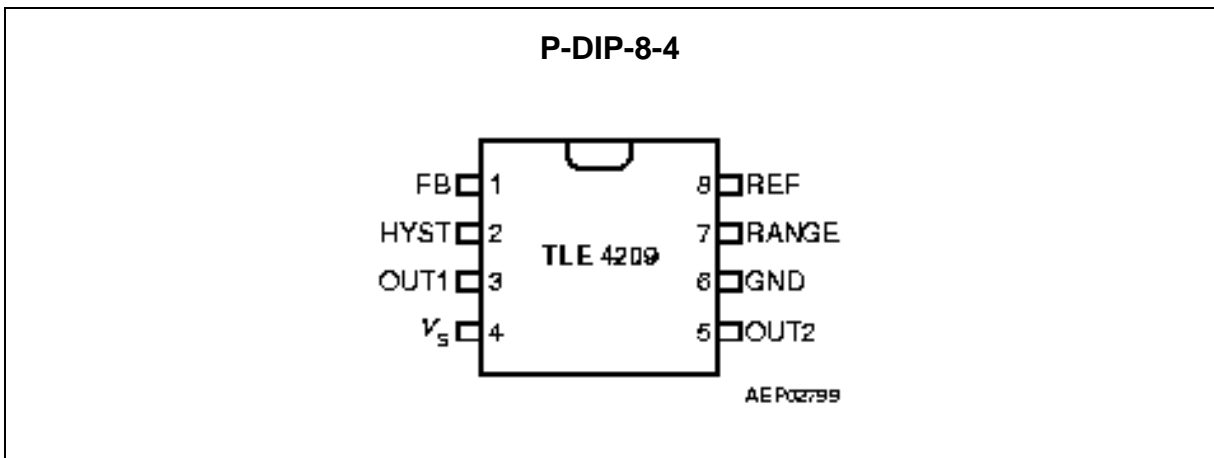 P-DIP-8-4
FB 1 8 REF
HYST 2 7 RANGE
TLE 4209
OUT1 3 6 GND
Vs 4 5 OUT2
AEP02799